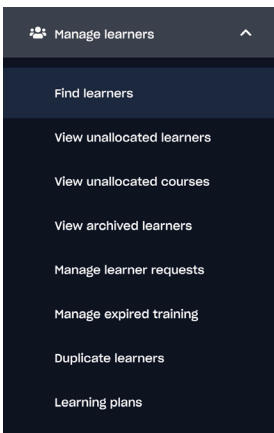 Manage learners
Find learners
View unallocated learners
View unallocated courses
View archived learners
Manage learner requests
Manage expired training
Duplicate learners
Learning plans